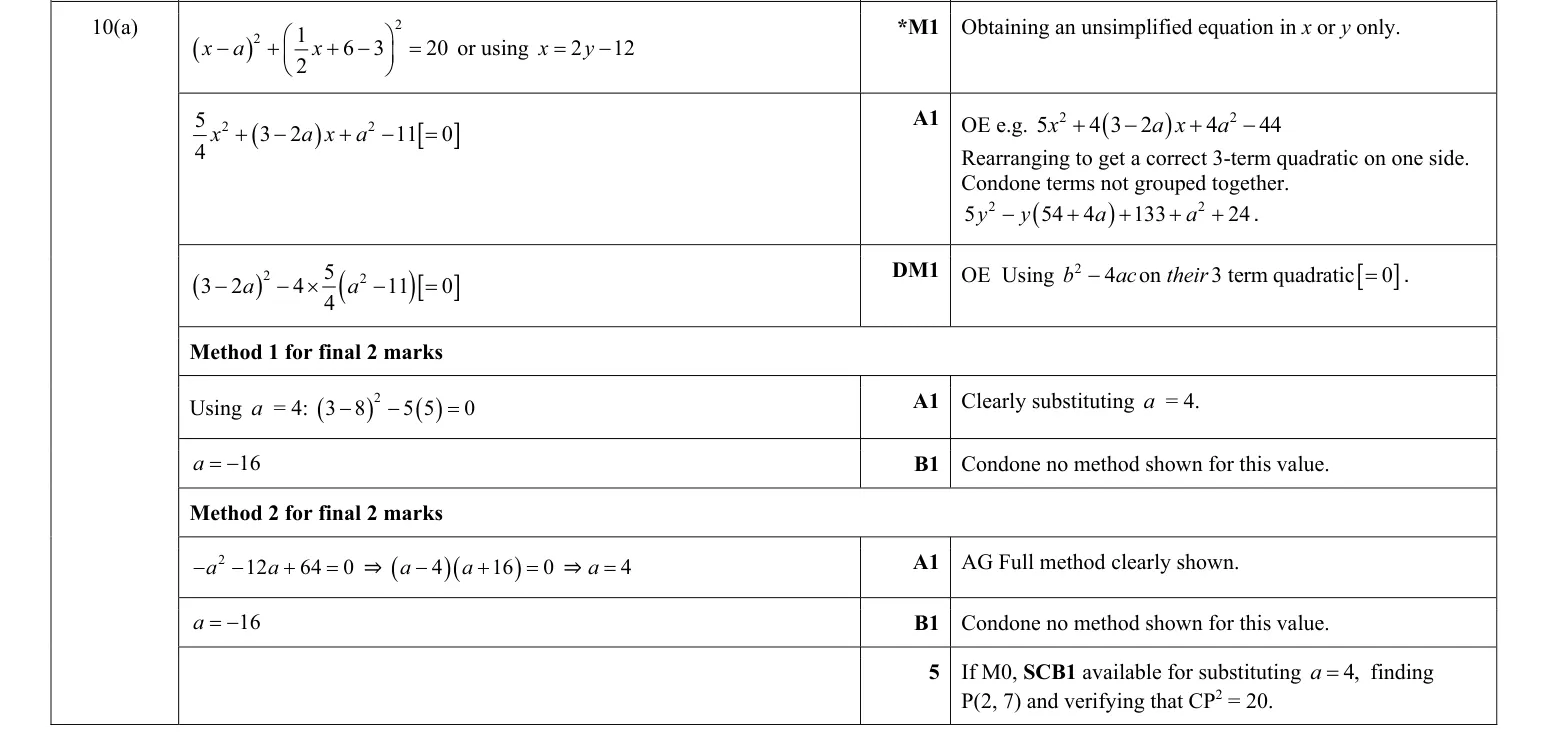 10(a)
(x − a)² + (1/2 x + 6 − 3)² = 20 or using x = 2y − 12
*M1
Obtaining an unsimplified equation in x or y only.
5/4 x² + (3 − 2a)x + a² − 11[= 0]
A1
OE e.g. 5x² + 4(3 − 2a)x + 4a² − 44
Rearranging to get a correct 3-term quadratic on one side.
Condone terms not grouped together.
5y² − y(54 + 4a) + 133 + a² + 24.
(3 − 2a)² − 4 × 5/4 (a² − 11)[= 0]
DM1
OE Using b² − 4ac on their 3 term quadratic[= 0].
Method 1 for final 2 marks
Using a = 4: (3 − 8)² − 5(5) = 0
A1
Clearly substituting a = 4.
a = −16
B1
Condone no method shown for this value.
Method 2 for final 2 marks
−a² − 12a + 64 = 0 ⇒ (a − 4)(a + 16) = 0 ⇒ a = 4
A1
AG Full method clearly shown.
a = −16
B1
Condone no method shown for this value.
5
If M0, SCB1 available for substituting a = 4, finding
P(2, 7) and verifying that CP² = 20.